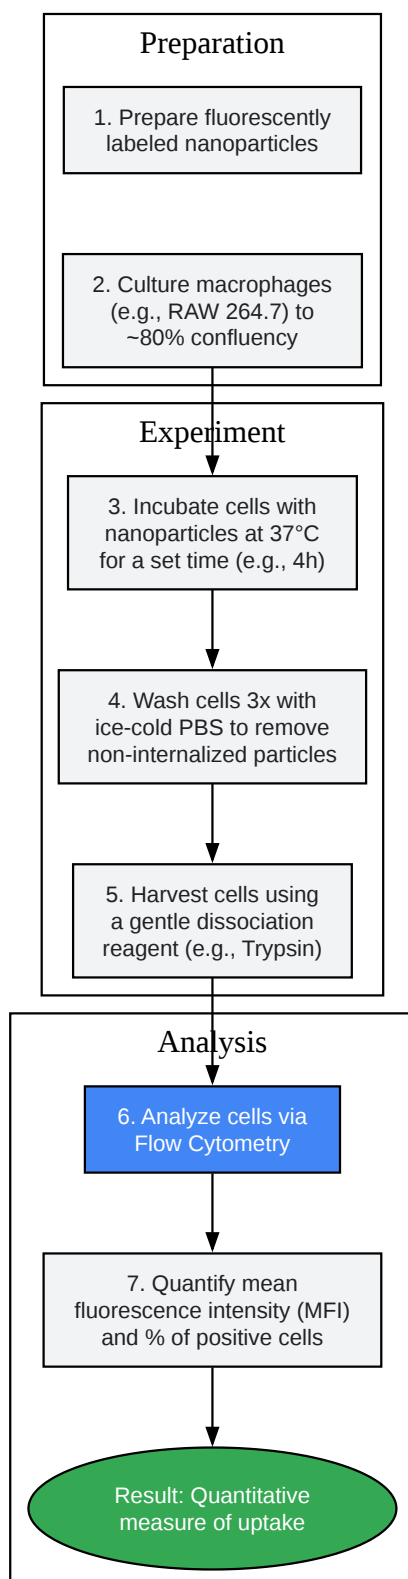 Preparation
1. Prepare fluorescently
labeled nanoparticles
2. Culture macrophages
(e.g., RAW 264.7) to
~80% confluency
Experiment
3. Incubate cells with
nanoparticles at 37°C
for a set time (e.g., 4h)
4. Wash cells 3x with
ice-cold PBS to remove
non-internalized particles
5. Harvest cells using
a gentle dissociation
reagent (e.g., Trypsin)
Analysis
6. Analyze cells via
Flow Cytometry
7. Quantify mean
fluorescence intensity (MFI)
and % of positive cells
Result: Quantitative
measure of uptake